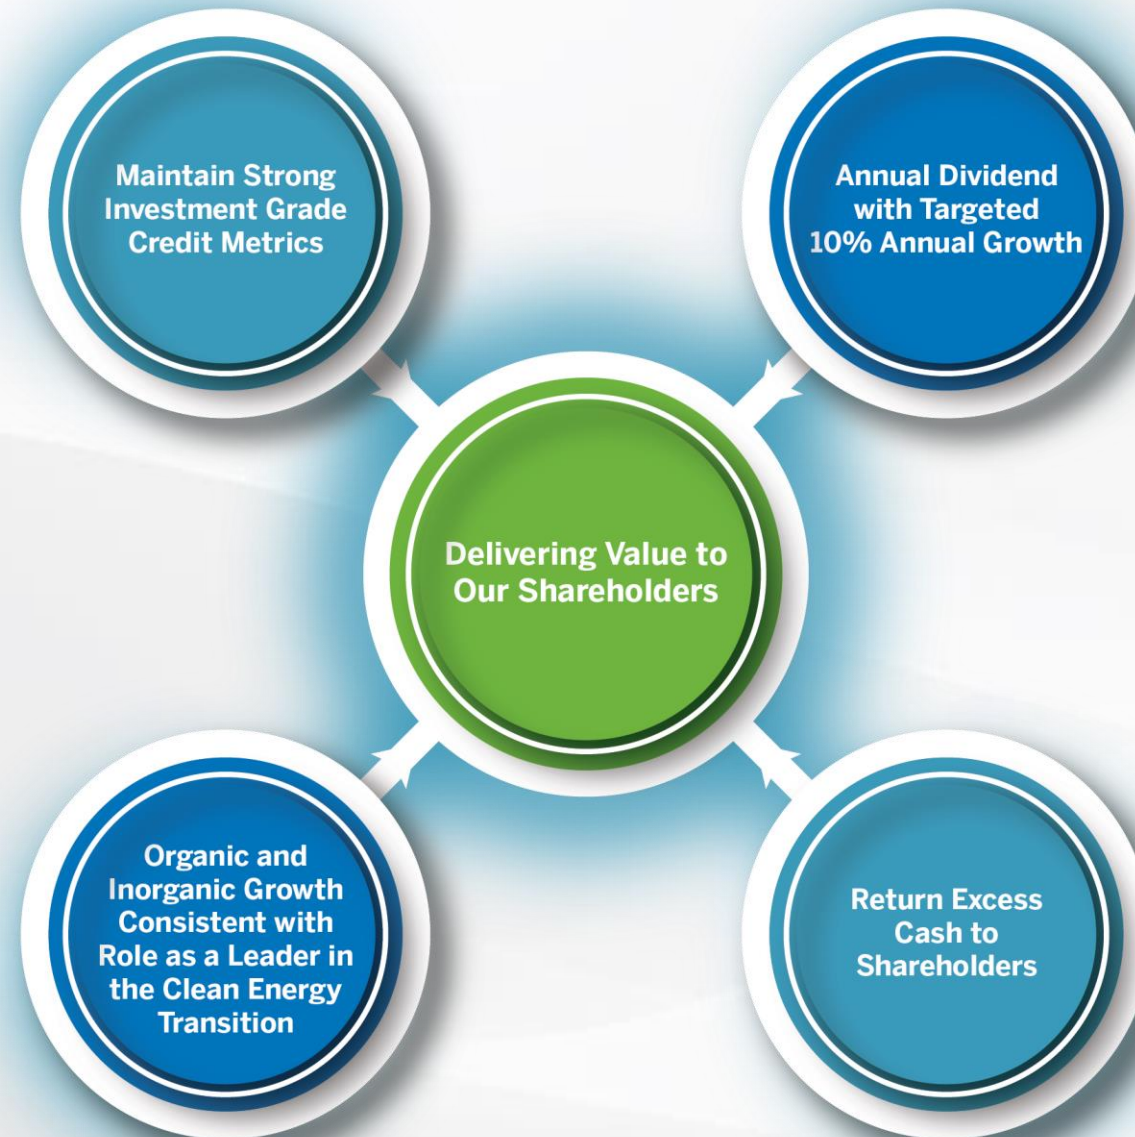 Maintain Strong
Investment Grade
Credit Metrics
Annual Dividend
with Targeted
10% Annual Growth
Delivering Value to
Our Shareholders
Organic and
Inorganic Growth
Consistent with
Role as a Leader in
the Clean Energy
Transition
Return Excess
Cash to
Shareholders